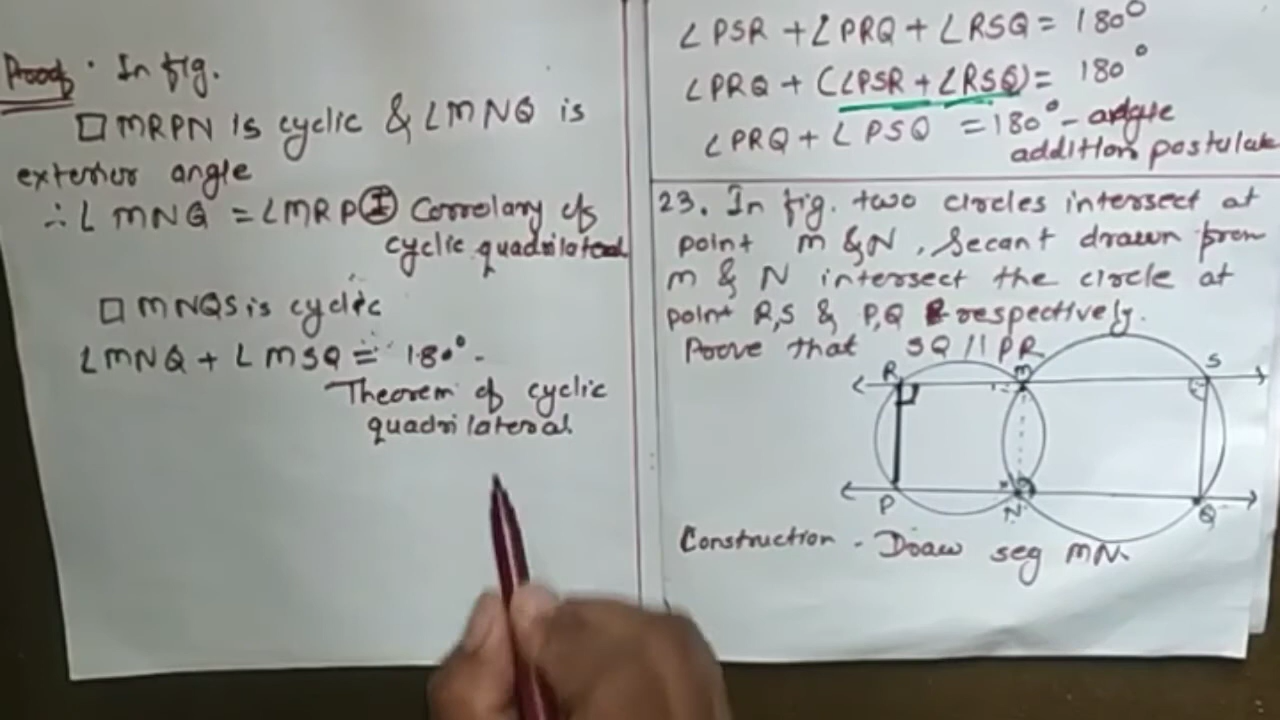 Proof. In fig.
□ MRPN is cyclic & ∠MNQ is
exterior angle
∴ ∠ MNQ = ∠MRP Ⓘ Correlary of
cyclic quadrilateral
□ MNQS is cyclic
∠MNQ + ∠MSQ = 180° -
Theorem of cyclic
quadrilateral
∠PSR + ∠PRQ + ∠RSQ = 180°
∠PRQ + (∠PSR + ∠RSQ) = 180°
∠PRQ + ∠PSQ = 180° - angle
addition postulate
23. In fig. two circles intersect at
point M & N, Secant drawn from
M & N intersect the circle at
point R,S & P,Q respectively.
Prove that SQ || PR
R M S
P N Q
Construction - Draw seg MN.